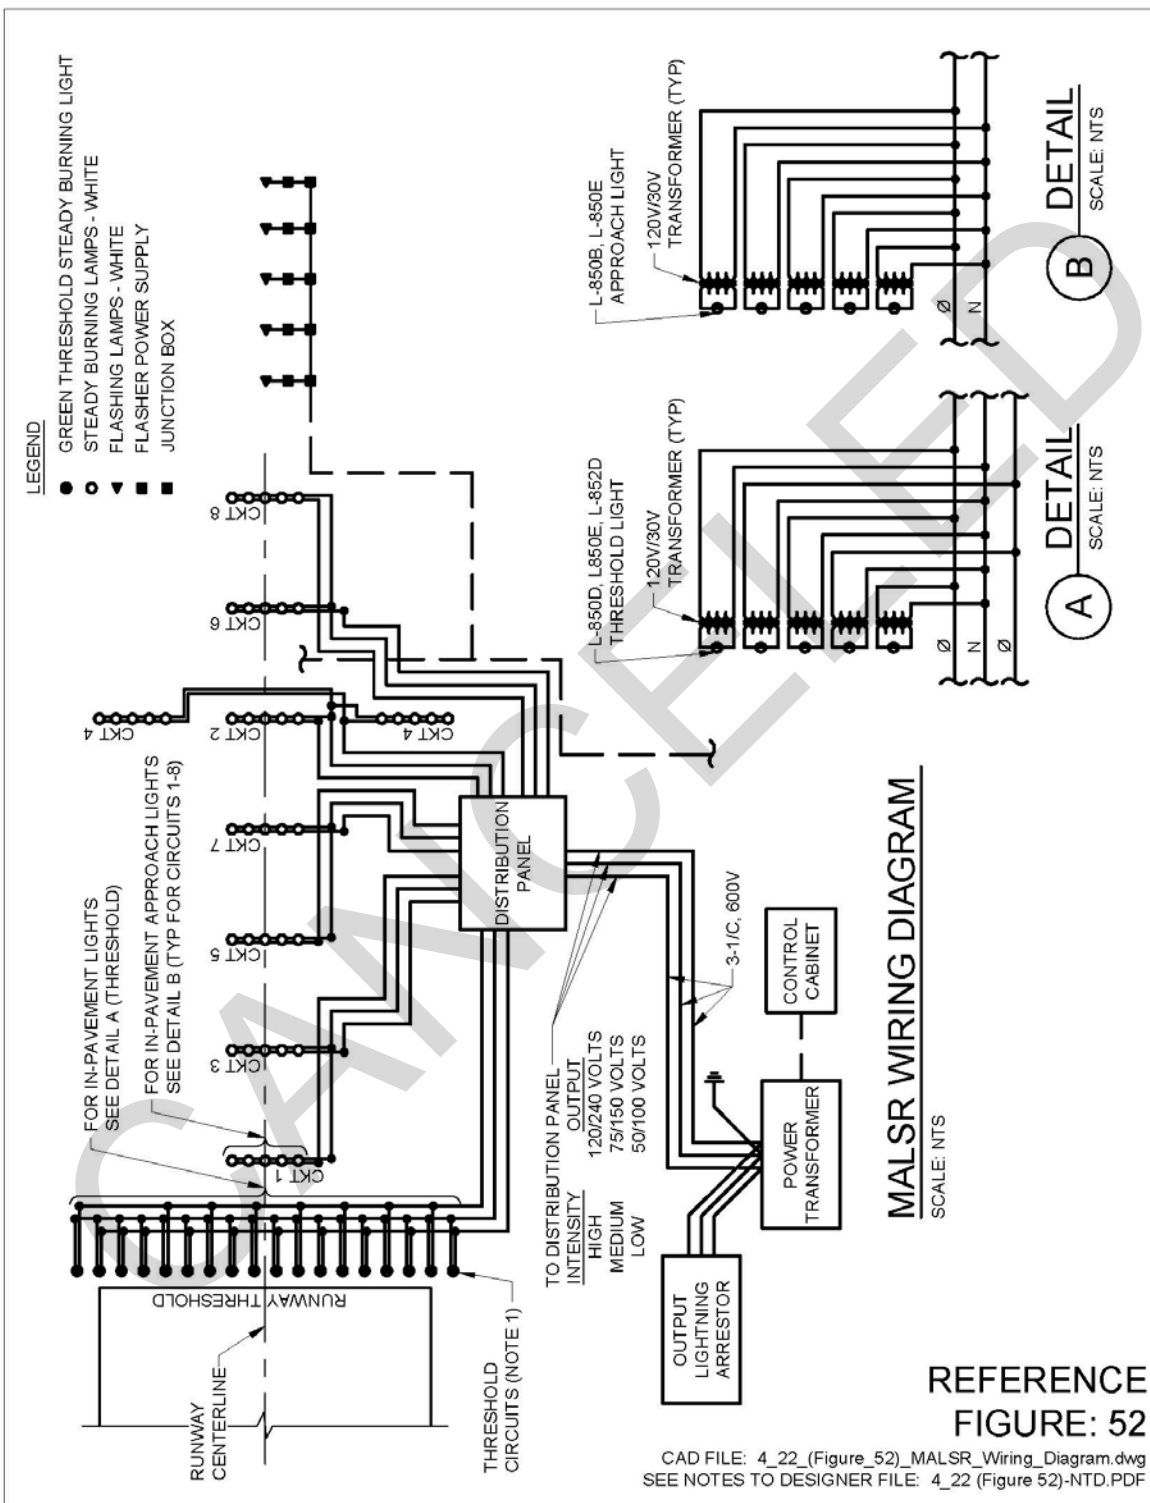 LEGEND
GREEN THRESHOLD STEADY BURNING LIGHT
STEADY BURNING LAMPS - WHITE
FLASHING LAMPS - WHITE
FLASHER POWER SUPPLY
JUNCTION BOX
FOR IN-PAVEMENT LIGHTS
SEE DETAIL A (THRESHOLD)
FOR IN-PAVEMENT APPROACH LIGHTS
SEE DETAIL B (TYP FOR CIRCUITS 1-8)
CKT 1
CKT 3
CKT 5
CKT 7
CKT 2
CKT 4
CKT 4
CKT 6
CKT 8
RUNWAY THRESHOLD
RUNWAY
CENTERLINE
THRESHOLD
CIRCUITS (NOTE 1)
DISTRIBUTION
PANEL
TO DISTRIBUTION PANEL
INTENSITY OUTPUT
HIGH 120/240 VOLTS
MEDIUM 75/150 VOLTS
LOW 50/100 VOLTS
3-1/C, 600V
OUTPUT
LIGHTNING
ARRESTOR
POWER
TRANSFORMER
CONTROL
CABINET
L-850D, L850E, L-852D
THRESHOLD LIGHT
120V/30V
TRANSFORMER (TYP)
Ø
N
Ø
A
DETAIL
SCALE: NTS
L-850B, L-850E
APPROACH LIGHT
120V/30V
TRANSFORMER (TYP)
Ø
N
B
DETAIL
SCALE: NTS
MALSR WIRING DIAGRAM
SCALE: NTS
CANCELED
REFERENCE
FIGURE: 52
CAD FILE: 4_22_(Figure_52)_MALSR_Wiring_Diagram.dwg
SEE NOTES TO DESIGNER FILE: 4_22 (Figure 52)-NTD.PDF